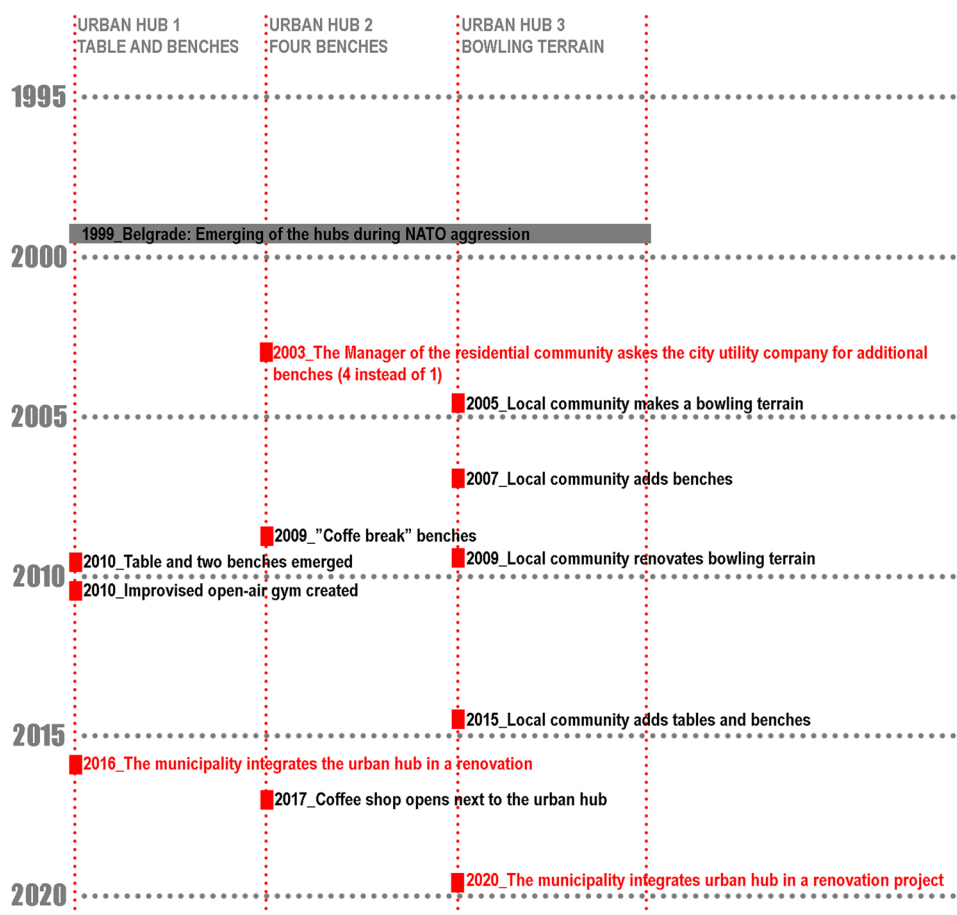 URBAN HUB 1
TABLE AND BENCHES
URBAN HUB 2
FOUR BENCHES
URBAN HUB 3
BOWLING TERRAIN
1995
1999_Belgrade: Emerging of the hubs during NATO aggression
2000
2003_The Manager of the residential community askes the city utility company for additional
benches (4 instead of 1)
2005_Local community makes a bowling terrain
2005
2007_Local community adds benches
2009_”Coffe break” benches
2009_Local community renovates bowling terrain
2010_Table and two benches emerged
2010
2010_Improvised open-air gym created
2015_Local community adds tables and benches
2015
2016_The municipality integrates the urban hub in a renovation
2017_Coffee shop opens next to the urban hub
2020_The municipality integrates urban hub in a renovation project
2020